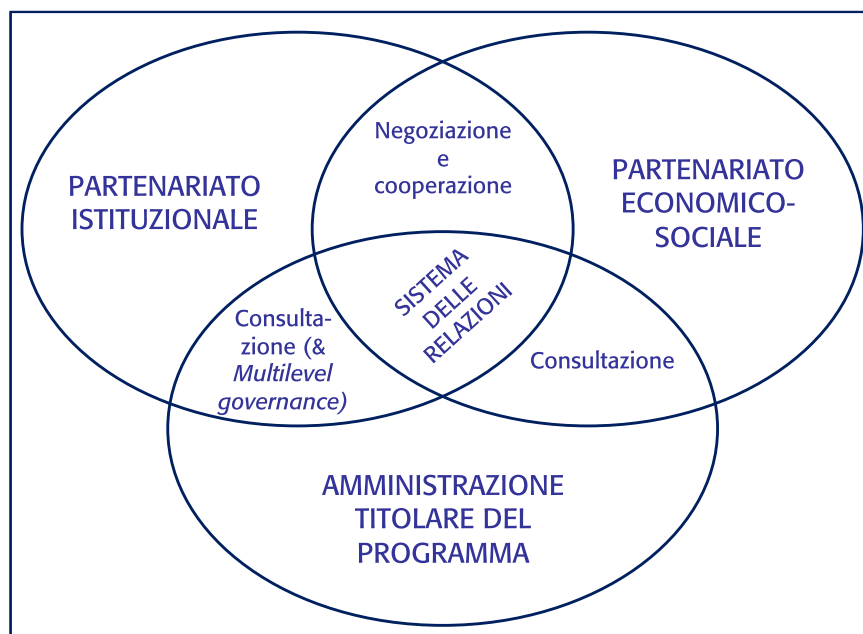 Negoziazione
e
cooperazione
PARTENARIATO
ISTITUZIONALE
PARTENARIATO
ECONOMICO-
SOCIALE
SISTEMA
DELLE
RELAZIONI
Consulta-
zione (&
Multilevel
governance)
Consultazione
AMMINISTRAZIONE
TITOLARE DEL
PROGRAMMA